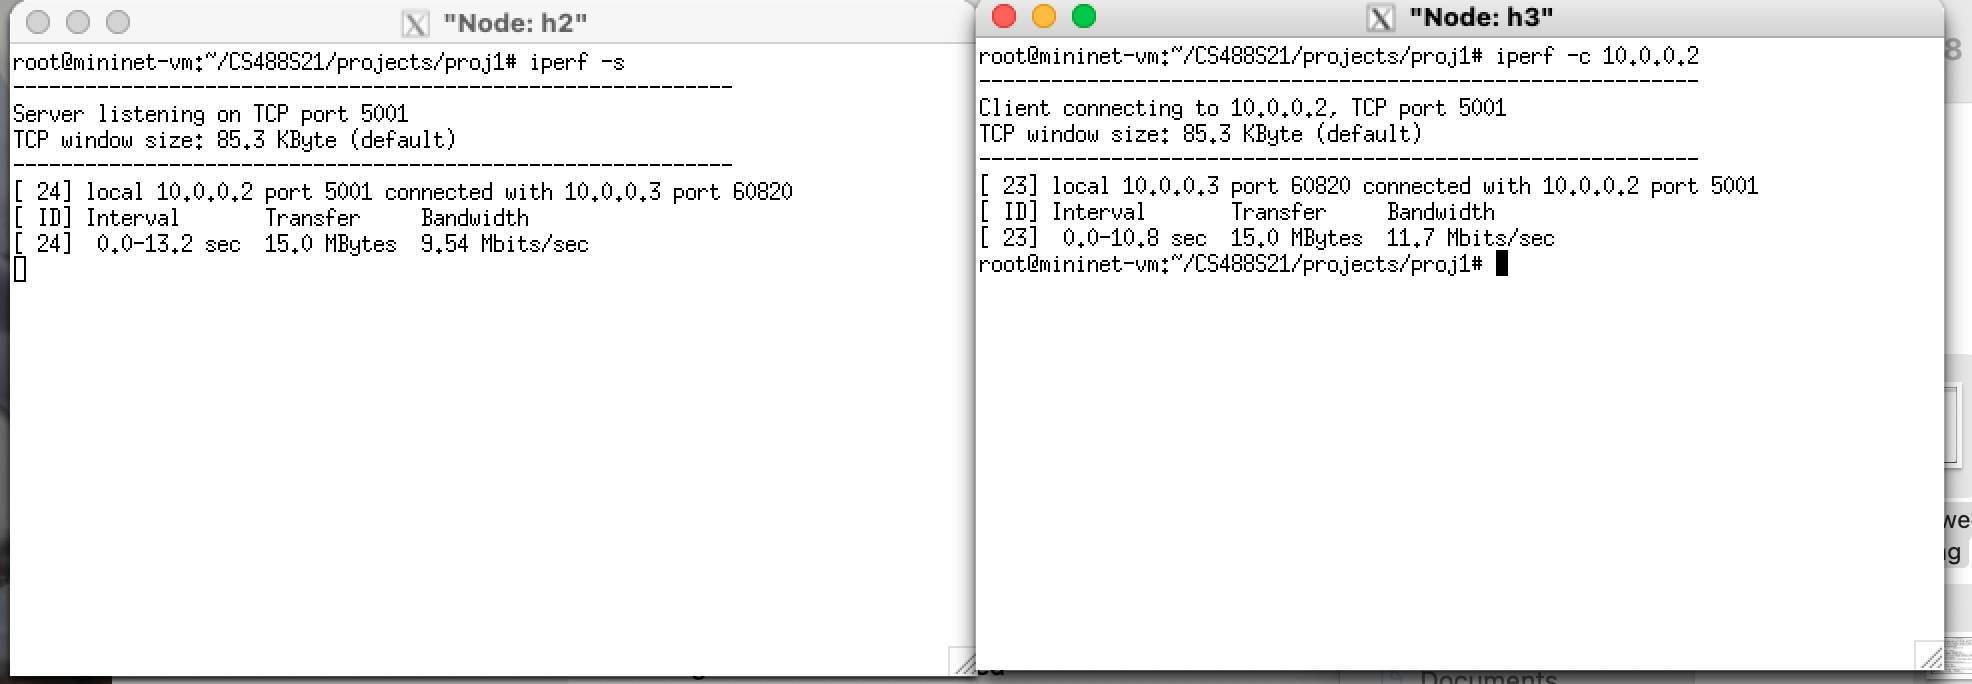 "Node: h2"
root@mininet-vm:~/CS488S21/projects/proj1# iperf -s
------------------------------------------------------------
Server listening on TCP port 5001
TCP window size: 85.3 KByte (default)
------------------------------------------------------------
[ 24] local 10.0.0.2 port 5001 connected with 10.0.0.3 port 60820
[ ID] Interval       Transfer     Bandwidth
[ 24]  0.0-13.2 sec  15.0 MBytes  9.54 Mbits/sec
"Node: h3"
root@mininet-vm:~/CS488S21/projects/proj1# iperf -c 10.0.0.2
------------------------------------------------------------
Client connecting to 10.0.0.2, TCP port 5001
TCP window size: 85.3 KByte (default)
------------------------------------------------------------
[ 23] local 10.0.0.3 port 60820 connected with 10.0.0.2 port 5001
[ ID] Interval       Transfer     Bandwidth
[ 23]  0.0-10.8 sec  15.0 MBytes  11.7 Mbits/sec
root@mininet-vm:~/CS488S21/projects/proj1#
8
Documents